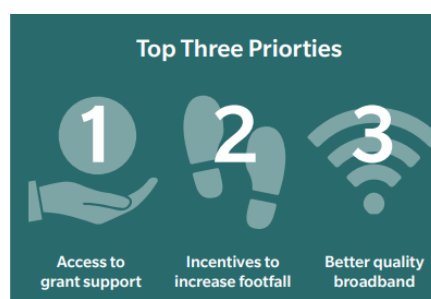 Top Three Priorties
1
2
3
Access to
grant support
Incentives to
increase footfall
Better quality
broadband